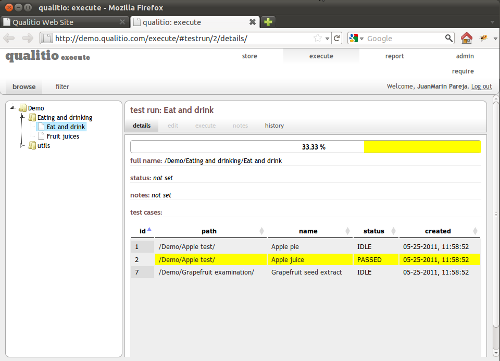 qualitio: execute - Mozilla Firefox
Qualitio Web Site
qualitio: execute
http://demo.qualitio.com/execute/#testrun/2/details/
Google
qualitio execute
store
execute
report
admin
require
browse
filter
Welcome, JuanMarin Pareja. Log out
Demo
Eating and drinking
Eat and drink
Fruit juices
utils
test run: Eat and drink
details
edit
execute
notes
history
33.33 %
full name: /Demo/Eating and drinking/Eat and drink
status: not set
notes: not set
test cases:
id path name status created
1 /Demo/Apple test/ Apple pie IDLE 05-25-2011, 11:58:52
2 /Demo/Apple test/ Apple juice PASSED 05-25-2011, 11:58:52
7 /Demo/Grapefruit examination/ Grapefruit seed extract IDLE 05-25-2011, 11:58:52